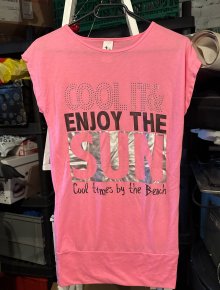 COOL IT &
ENJOY THE
SUN
Cool times by the Beach